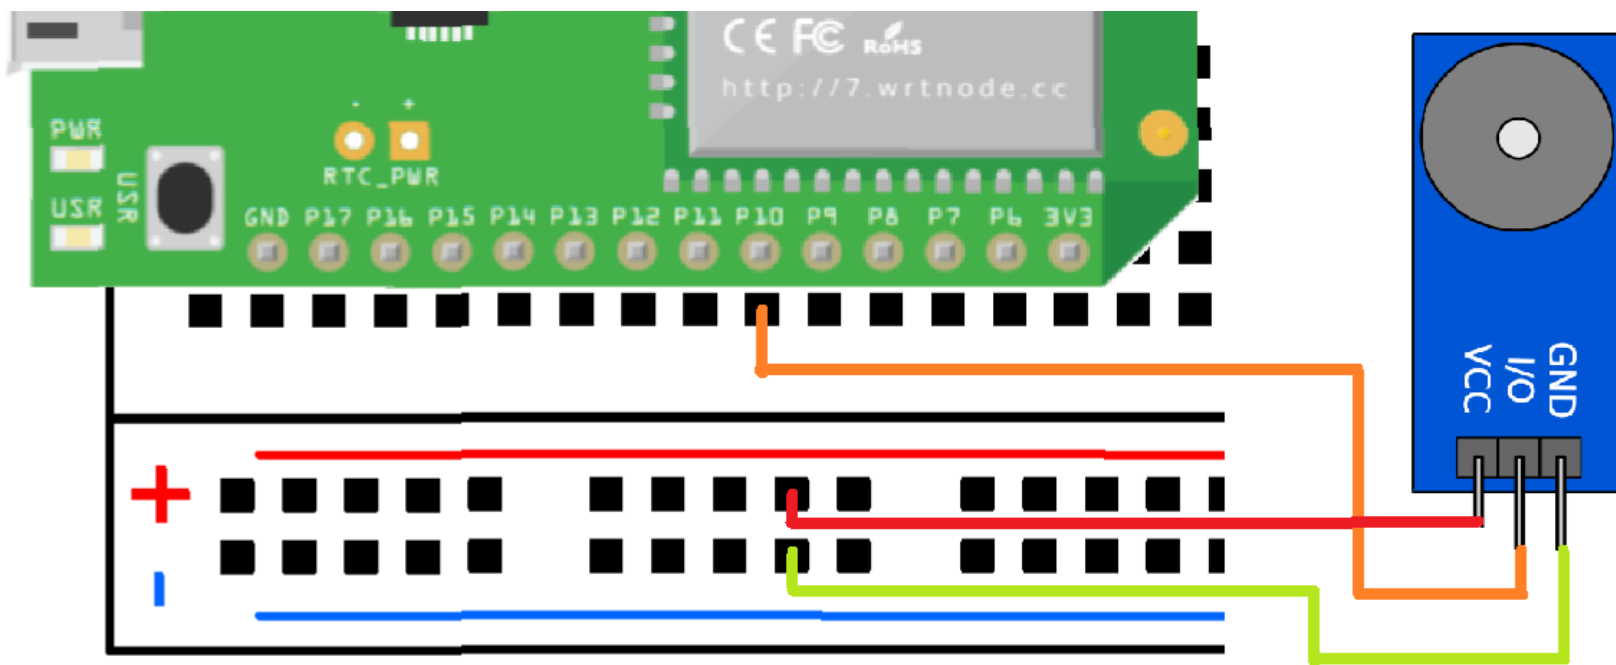 CE FC RoHS
http://7.wrtnode.cc
- +
RTC_PWR
PWR
USR
USR
GND P17 P16 P15 P14 P13 P12 P11 P10 P9 P8 P7 P6 3V3
VCC
I/O
GND
+
-